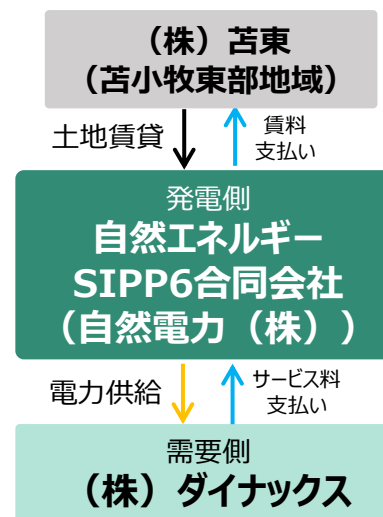 （株）苫東
（苫小牧東部地域）
土地賃貸
賃料
支払い
発電側
自然エネルギー
SIPP6合同会社
（自然電力（株））
電力供給
サービス料
支払い
需要側
（株）ダイナックス